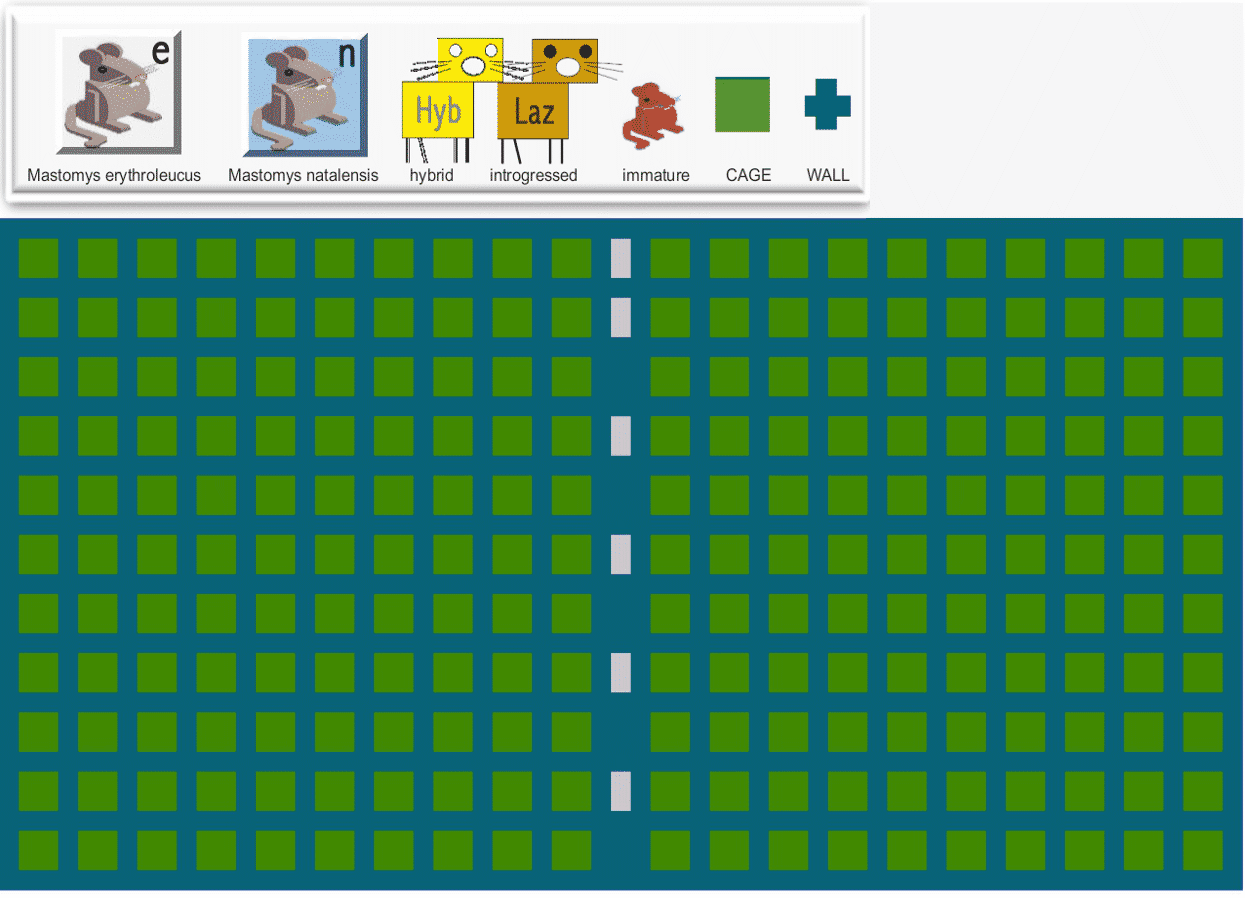 e
n
Hyb
Laz
Mastomys erythroleucus Mastomys natalensis hybrid introgressed immature CAGE WALL